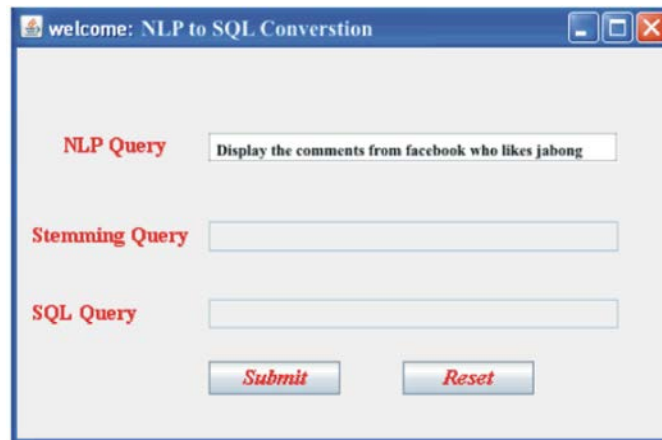 welcome: NLP to SQL Converstion
NLP Query
Display the comments from facebook who likes jabong
Stemming Query
SQL Query
Submit Reset